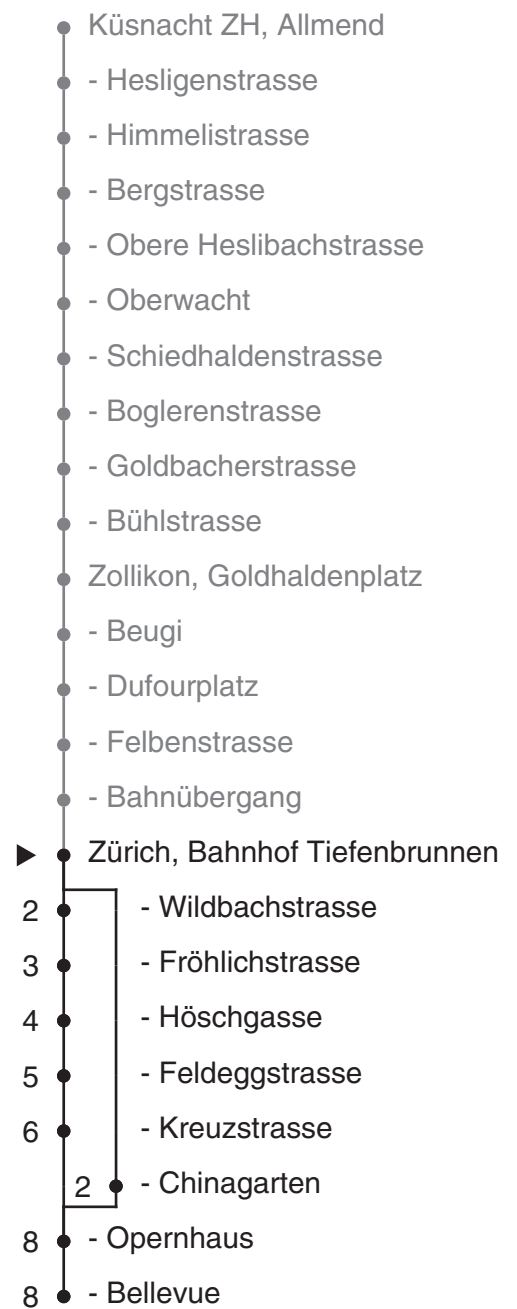 Küsnacht ZH, Allmend
- Hesligenstrasse
- Himmelistrasse
- Bergstrasse
- Obere Heslibachstrasse
- Oberwacht
- Schiedhaldenstrasse
- Boglerenstrasse
- Goldbacherstrasse
- Bühlstrasse
Zollikon, Goldhaldenplatz
- Beugi
- Dufourplatz
- Felbenstrasse
- Bahnübergang
Zürich, Bahnhof Tiefenbrunnen
2 - Wildbachstrasse
3 - Fröhlichstrasse
4 - Höschgasse
5 - Feldeggstrasse
6 - Kreuzstrasse
2 - Chinagarten
8 - Opernhaus
8 - Bellevue